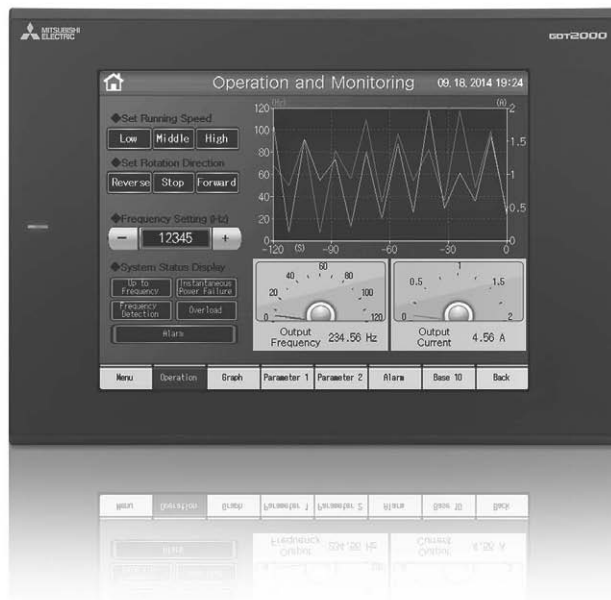 MITSUBISHI
ELECTRIC
GOT2000
Operation and Monitoring 09. 18. 2014 19:24
◆Set Running Speed
Low Middle High
◆Set Rotation Direction
Reverse Stop Forward
◆Frequency Setting (Hz)
− 12345 +
◆System Status Display
Up to
Frequency
Instantaneous
Power Failure
Frequency
Detection
Overload
Alarm
(Hz) (A)
120 2
100
80 1.5
60 1
40
20 0.5
0 0
-120 (S) -90 -60 -30 0
0 20 40 60 80 100 120
Output
Frequency 234.56 Hz
0 0.5 1 1.5 2
Output
Current 4.56 A
Menu Operation Graph Parameter 1 Parameter 2 Alarm Base 10 Back